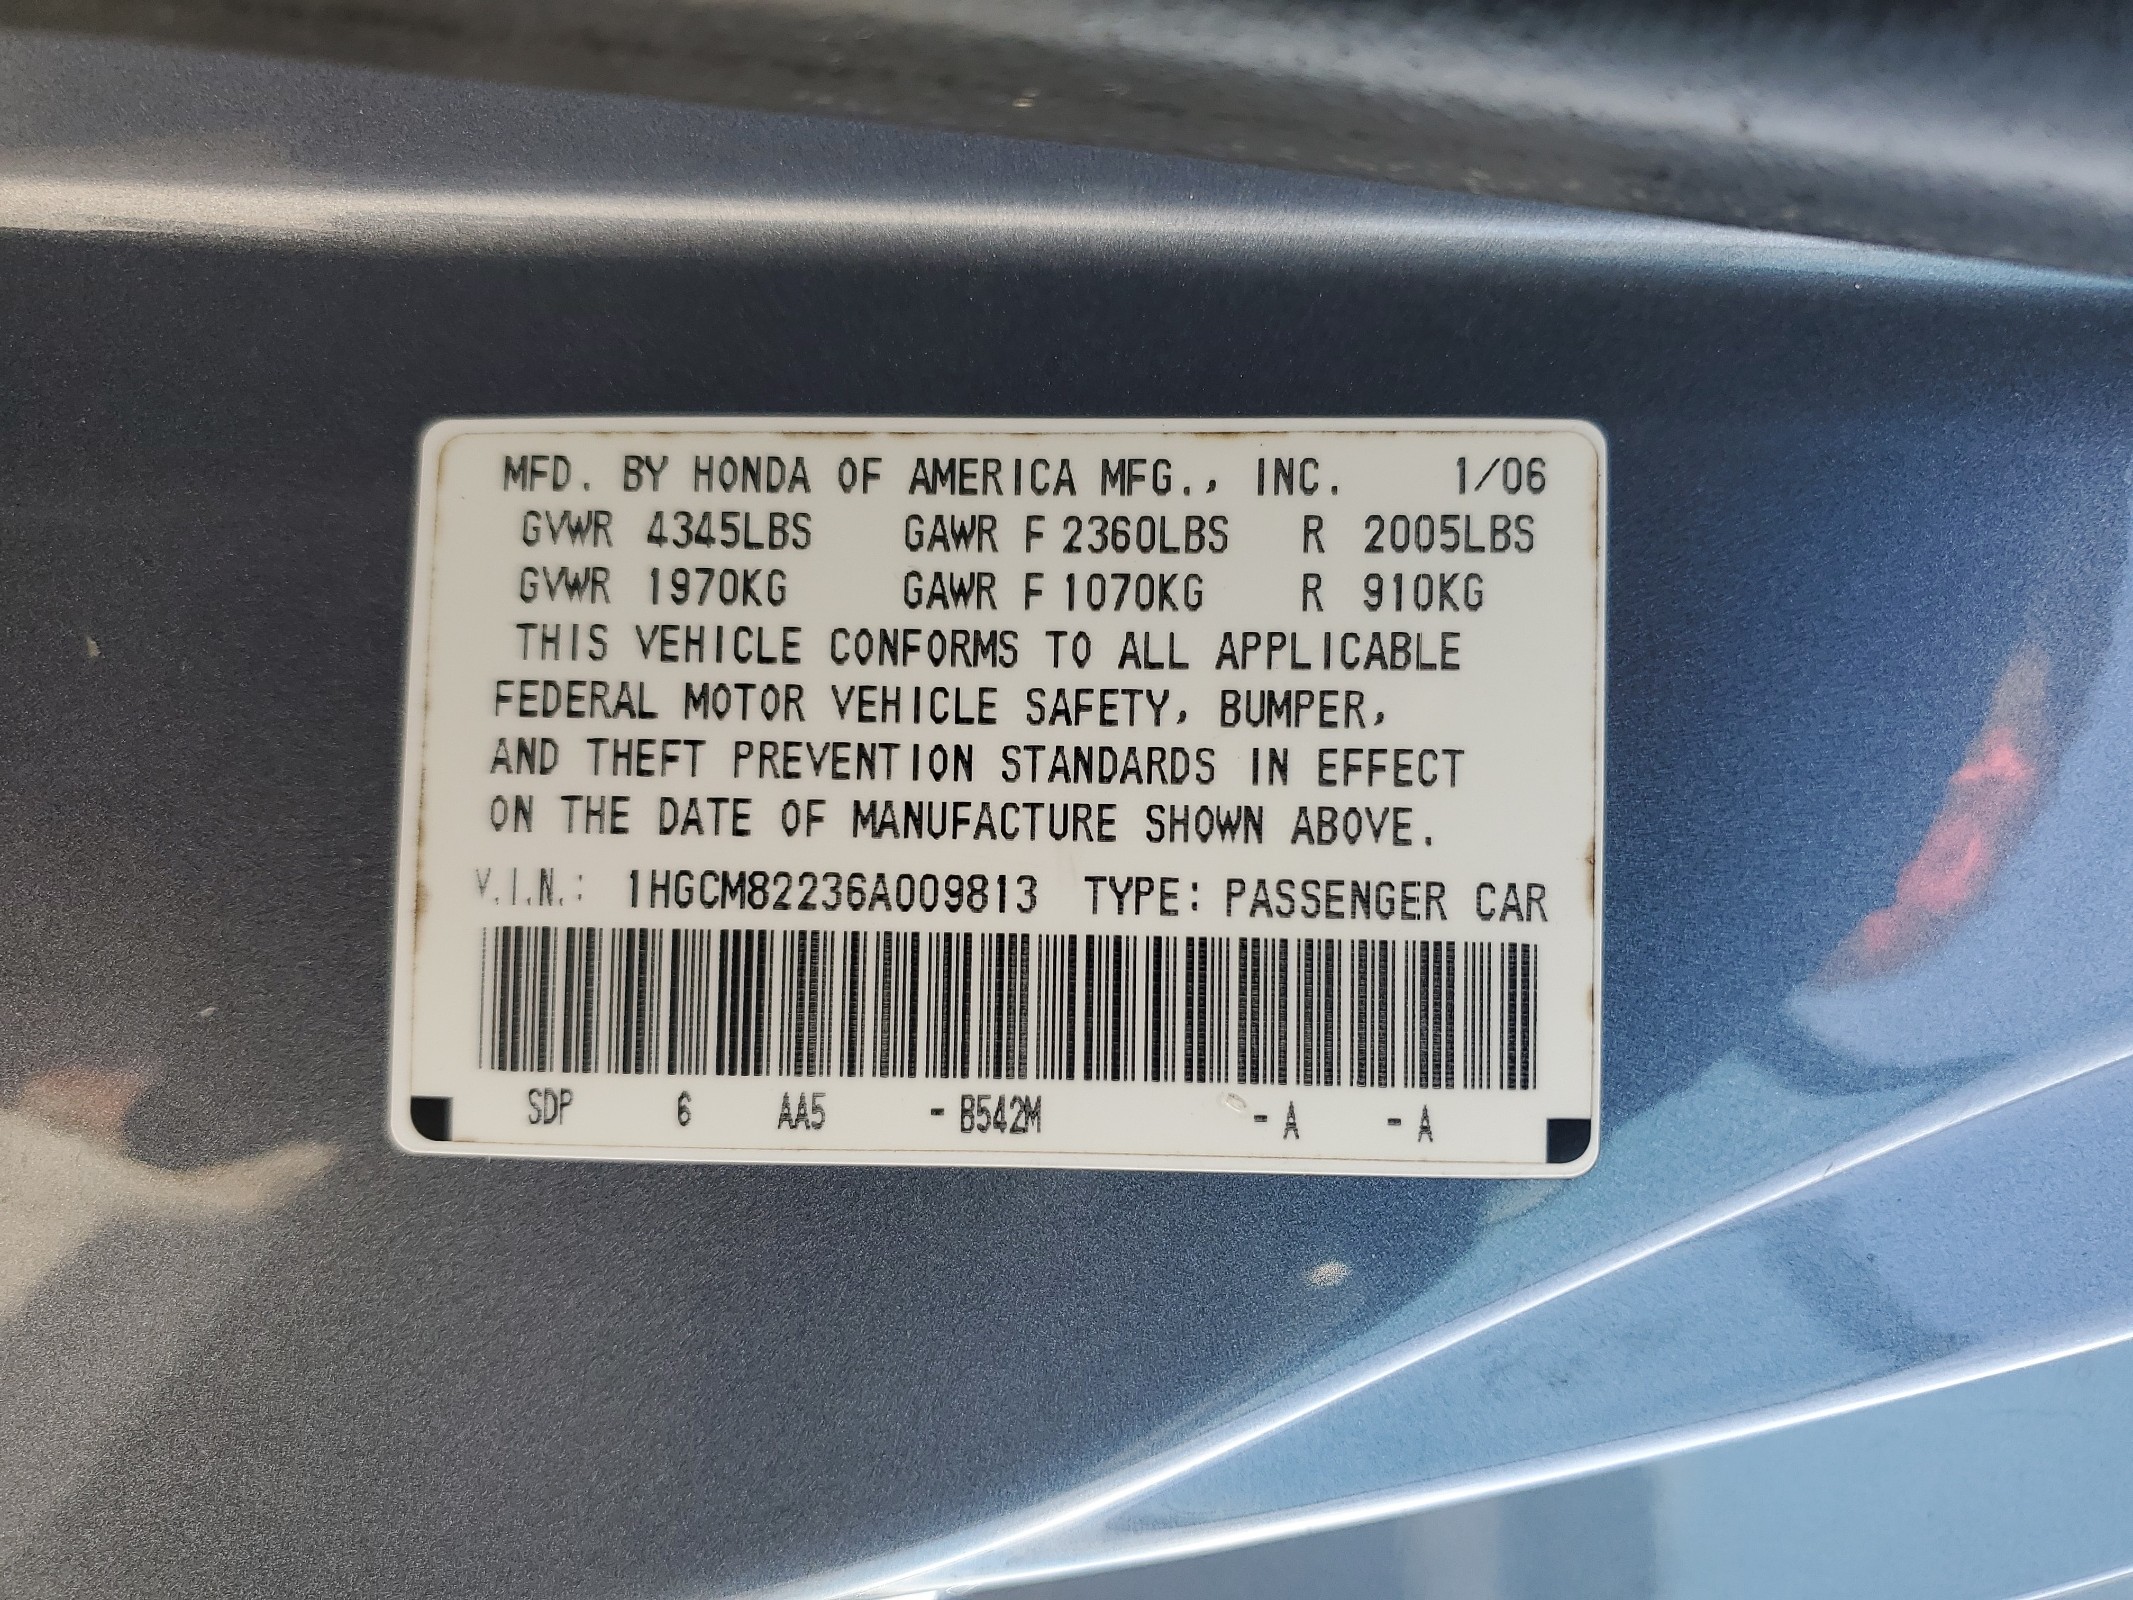 MFD. BY HONDA OF AMERICA MFG., INC. 1/06
GVWR 4345LBS GAWR F 2360LBS R 2005LBS
GVWR 1970KG GAWR F 1070KG R 910KG
THIS VEHICLE CONFORMS TO ALL APPLICABLE
FEDERAL MOTOR VEHICLE SAFETY, BUMPER,
AND THEFT PREVENTION STANDARDS IN EFFECT
ON THE DATE OF MANUFACTURE SHOWN ABOVE.
V.I.N.: 1HGCM82236A009813 TYPE: PASSENGER CAR
SDP 6 AA5 - B542M - A - A